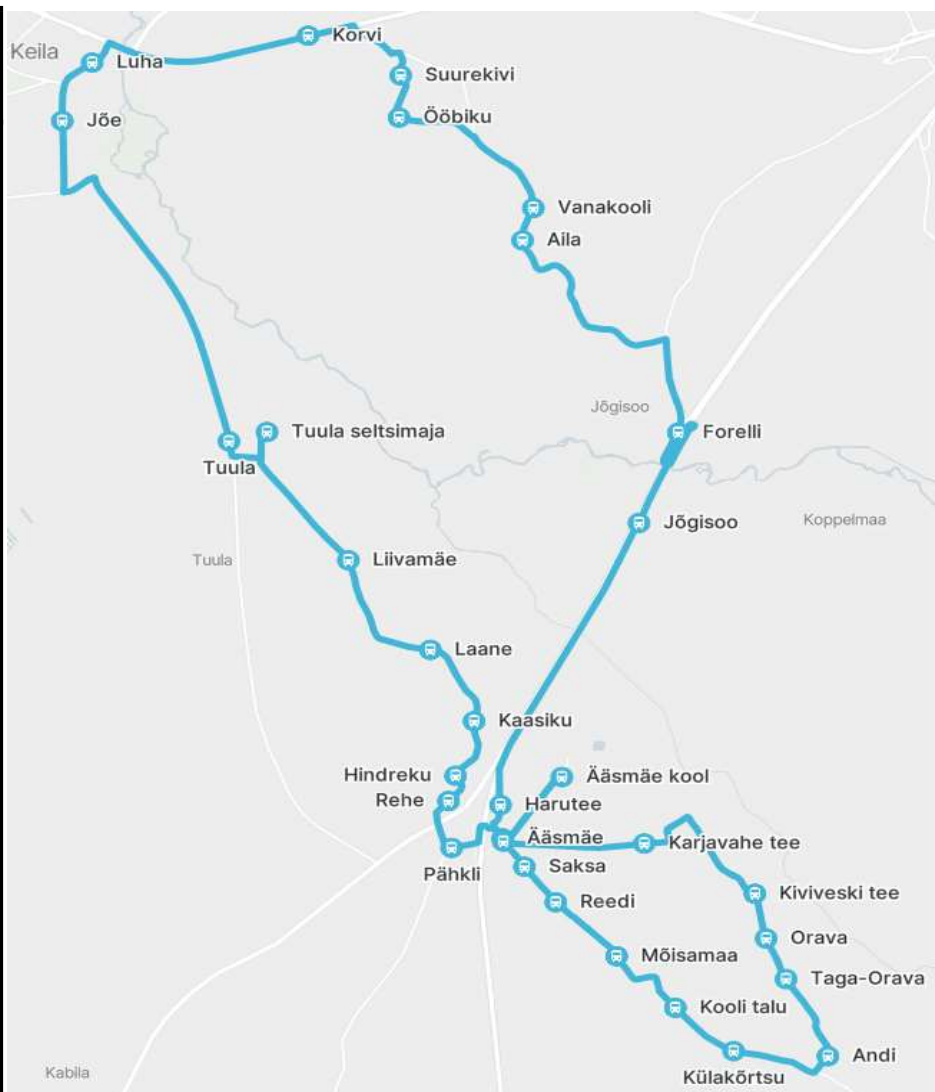 Korvi
Keila
Luha
Suurekivi
Ööbiku
Jõe
Vanakooli
Aila
Jõgisoo
Forelli
Tuula seltsimaja
Tuula
Jõgisoo
Koppelmaa
Tuula
Liivamäe
Laane
Kaasiku
Hindreku
Ääsmäe kool
Rehe
Harutee
Ääsmäe
Karjavahe tee
Pähkli
Saksa
Kiviveski tee
Reedi
Orava
Mõisamaa
Taga-Orava
Kooli talu
Andi
Kabila
Külakõrtsu